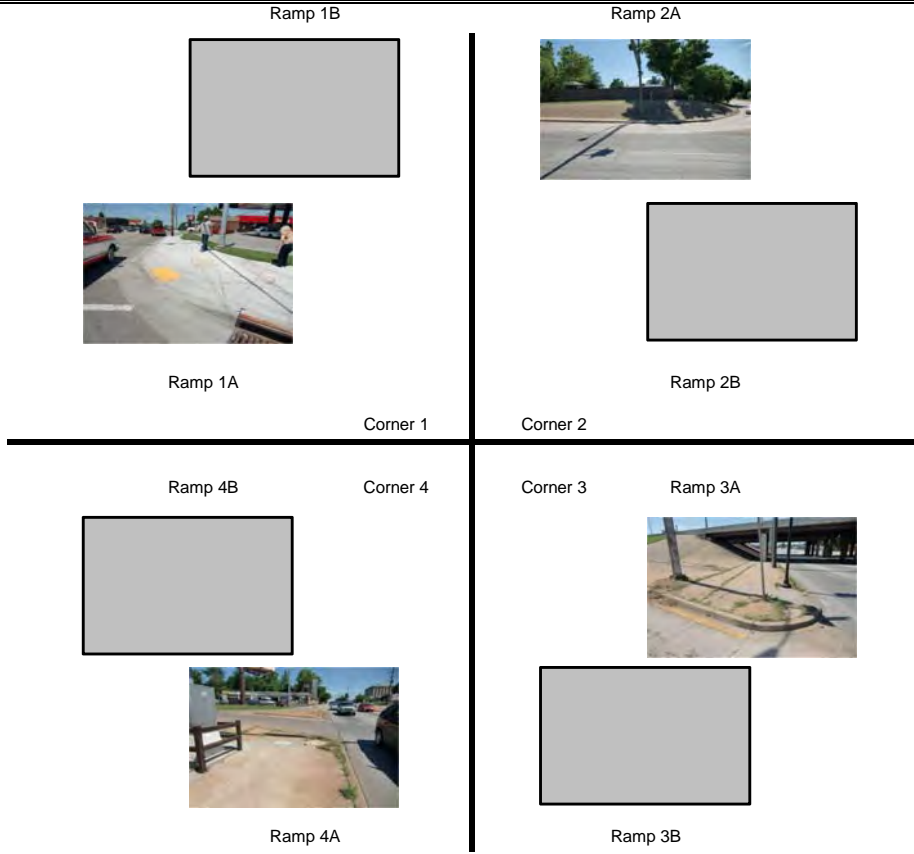 Ramp 1B Ramp 2A
Ramp 1A Ramp 2B
Corner 1 Corner 2
Ramp 4B Corner 4 Corner 3 Ramp 3A
Ramp 4A Ramp 3B